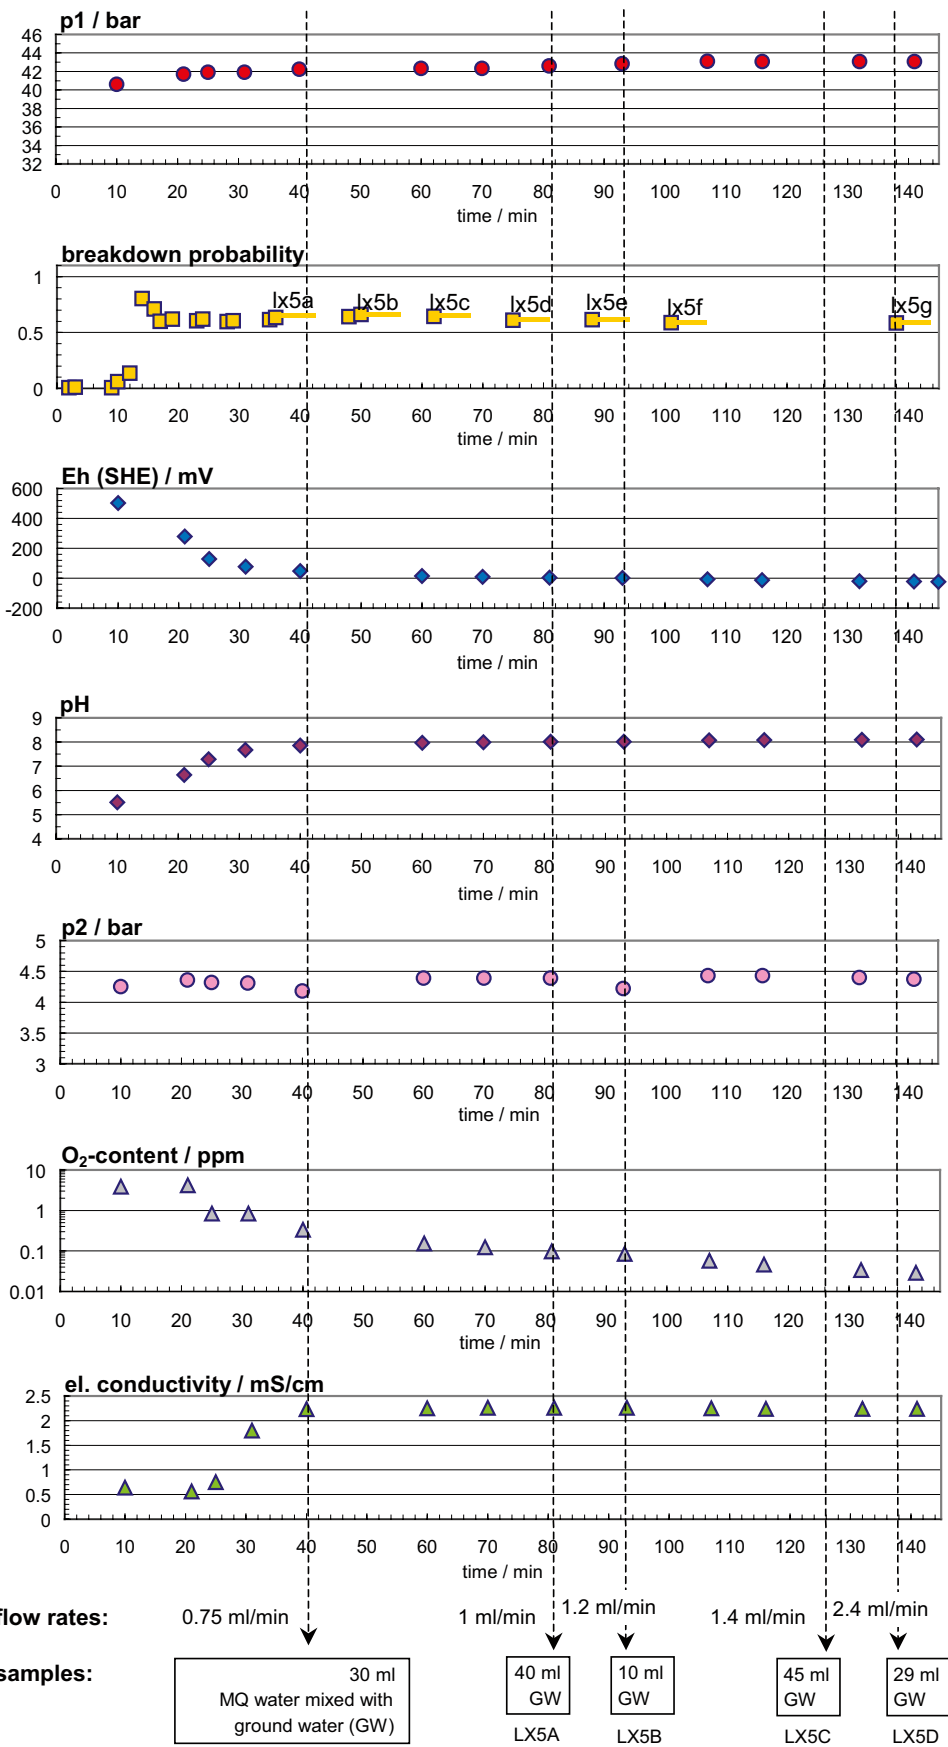 p1 / bar
46
44
42
40
38
36
34
32
0 10 20 30 40 50 60 70 80 90 100 110 120 130 140
time / min
breakdown probability
1
0.5
0
lx5a lx5b lx5c lx5d lx5e lx5f lx5g
0 10 20 30 40 50 60 70 80 90 100 110 120 130 140
time / min
Eh (SHE) / mV
600
400
200
0
-200
0 10 20 30 40 50 60 70 80 90 100 110 120 130 140
time / min
pH
9
8
7
6
5
4
0 10 20 30 40 50 60 70 80 90 100 110 120 130 140
time / min
p2 / bar
5
4.5
4
3.5
3
0 10 20 30 40 50 60 70 80 90 100 110 120 130 140
time / min
O₂-content / ppm
10
1
0.1
0.01
0 10 20 30 40 50 60 70 80 90 100 110 120 130 140
time / min
el. conductivity / mS/cm
2.5
2
1.5
1
0.5
0
0 10 20 30 40 50 60 70 80 90 100 110 120 130 140
time / min
flow rates: 0.75 ml/min 1 ml/min 1.2 ml/min 1.4 ml/min 2.4 ml/min
samples:
30 ml
MQ water mixed with
ground water (GW)
40 ml
GW
LX5A
10 ml
GW
LX5B
45 ml
GW
LX5C
29 ml
GW
LX5D